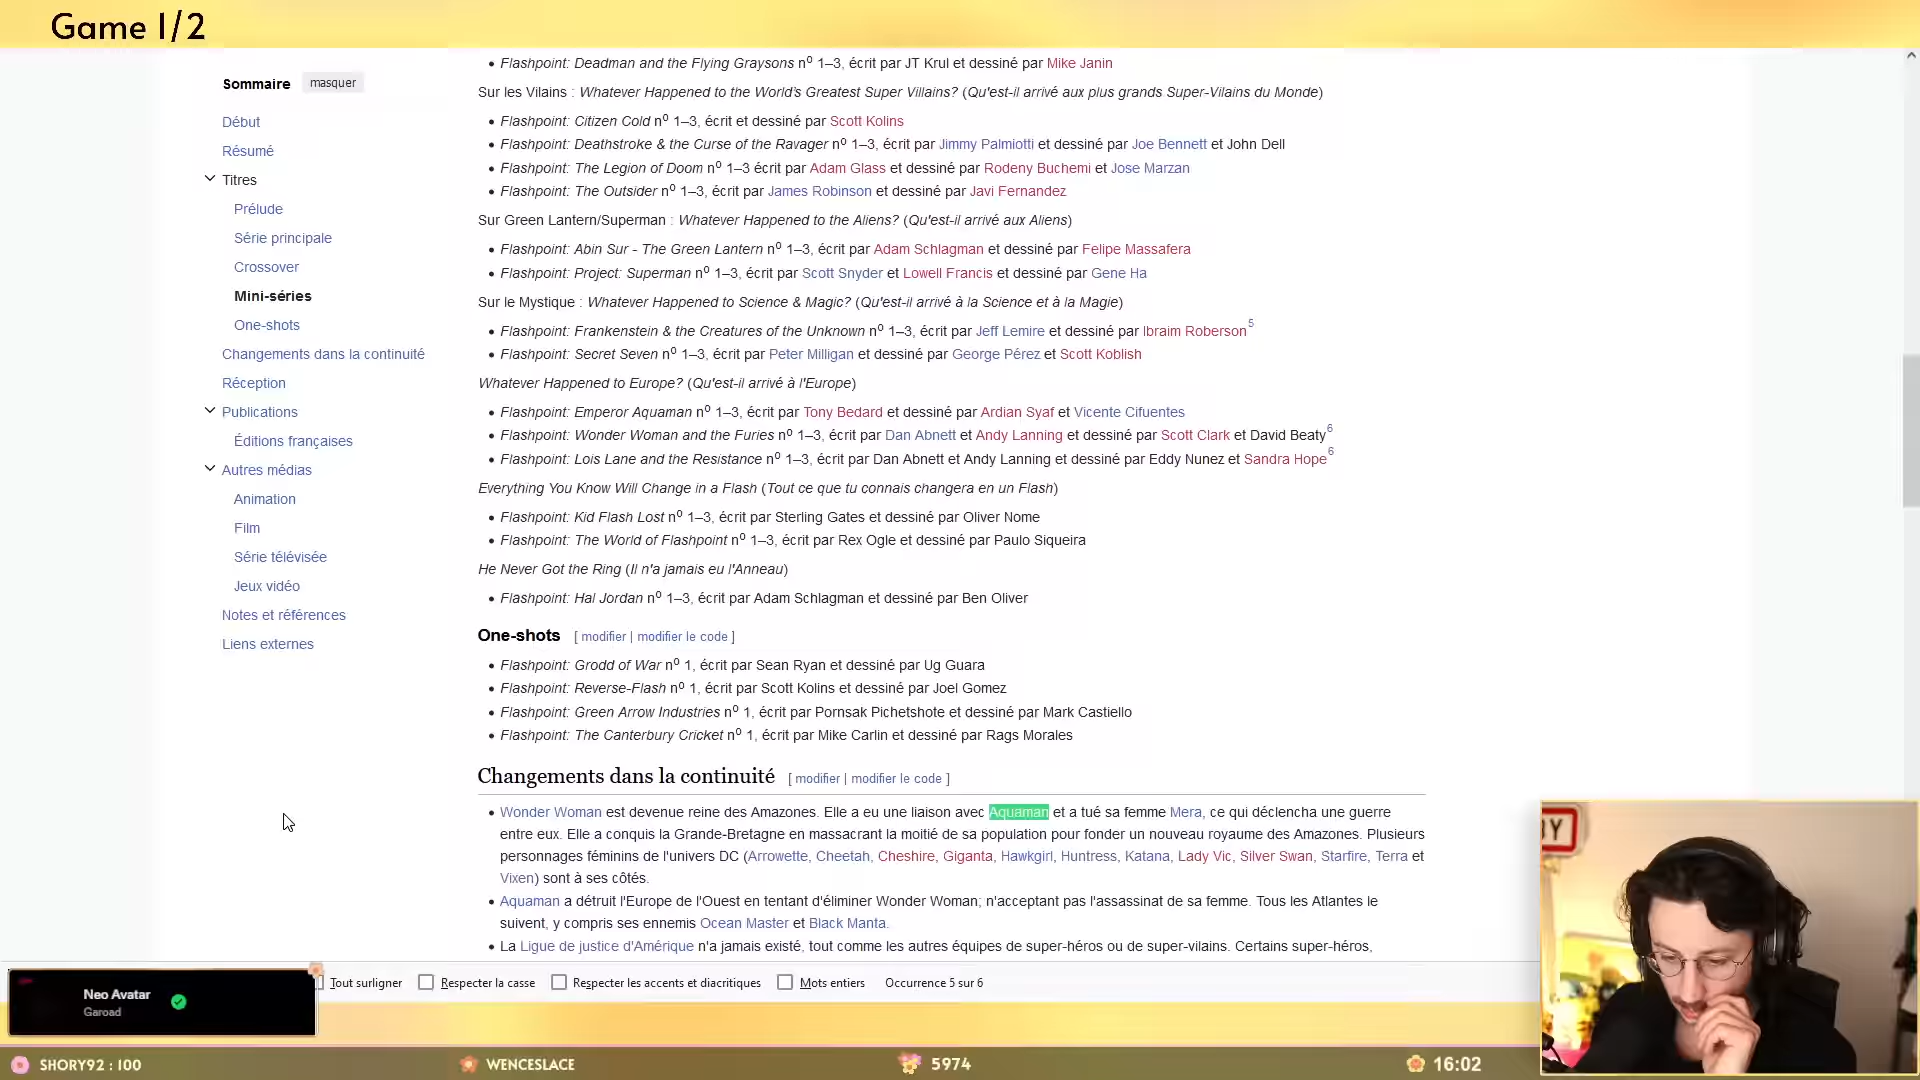 Game 1/2
Sommaire masquer
Début
Résumé
Titres
Prélude
Série principale
Crossover
Mini-séries
One-shots
Changements dans la continuité
Réception
Publications
Éditions françaises
Autres médias
Animation
Film
Série télévisée
Jeux vidéo
Notes et références
Liens externes
• Flashpoint: Deadman and the Flying Graysons nº 1–3, écrit par JT Krul et dessiné par Mike Janin
Sur les Vilains : Whatever Happened to the World's Greatest Super Villains? (Qu'est-il arrivé aux plus grands Super-Vilains du Monde)
• Flashpoint: Citizen Cold nº 1–3, écrit et dessiné par Scott Kolins
• Flashpoint: Deathstroke & the Curse of the Ravager nº 1–3, écrit par Jimmy Palmiotti et dessiné par Joe Bennett et John Dell
• Flashpoint: The Legion of Doom nº 1–3 écrit par Adam Glass et dessiné par Rodeny Buchemi et Jose Marzan
• Flashpoint: The Outsider nº 1–3, écrit par James Robinson et dessiné par Javi Fernandez
Sur Green Lantern/Superman : Whatever Happened to the Aliens? (Qu'est-il arrivé aux Aliens)
• Flashpoint: Abin Sur - The Green Lantern nº 1–3, écrit par Adam Schlagman et dessiné par Felipe Massafera
• Flashpoint: Project: Superman nº 1–3, écrit par Scott Snyder et Lowell Francis et dessiné par Gene Ha
Sur le Mystique : Whatever Happened to Science & Magic? (Qu'est-il arrivé à la Science et à la Magie)
• Flashpoint: Frankenstein & the Creatures of the Unknown nº 1–3, écrit par Jeff Lemire et dessiné par Ibraim Roberson5
• Flashpoint: Secret Seven nº 1–3, écrit par Peter Milligan et dessiné par George Pérez et Scott Koblish
Whatever Happened to Europe? (Qu'est-il arrivé à l'Europe)
• Flashpoint: Emperor Aquaman nº 1–3, écrit par Tony Bedard et dessiné par Ardian Syaf et Vicente Cifuentes
• Flashpoint: Wonder Woman and the Furies nº 1–3, écrit par Dan Abnett et Andy Lanning et dessiné par Scott Clark et David Beaty6
• Flashpoint: Lois Lane and the Resistance nº 1–3, écrit par Dan Abnett et Andy Lanning et dessiné par Eddy Nunez et Sandra Hope6
Everything You Know Will Change in a Flash (Tout ce que tu connais changera en un Flash)
• Flashpoint: Kid Flash Lost nº 1–3, écrit par Sterling Gates et dessiné par Oliver Nome
• Flashpoint: The World of Flashpoint nº 1–3, écrit par Rex Ogle et dessiné par Paulo Siqueira
He Never Got the Ring (Il n'a jamais eu l'Anneau)
• Flashpoint: Hal Jordan nº 1–3, écrit par Adam Schlagman et dessiné par Ben Oliver
One-shots [ modifier | modifier le code ]
• Flashpoint: Grodd of War nº 1, écrit par Sean Ryan et dessiné par Ug Guara
• Flashpoint: Reverse-Flash nº 1, écrit par Scott Kolins et dessiné par Joel Gomez
• Flashpoint: Green Arrow Industries nº 1, écrit par Pornsak Pichetshote et dessiné par Mark Castiello
• Flashpoint: The Canterbury Cricket nº 1, écrit par Mike Carlin et dessiné par Rags Morales
Changements dans la continuité [ modifier | modifier le code ]
• Wonder Woman est devenue reine des Amazones. Elle a eu une liaison avec Aquaman et a tué sa femme Mera, ce qui déclencha une guerre
entre eux. Elle a conquis la Grande-Bretagne en massacrant la moitié de sa population pour fonder un nouveau royaume des Amazones. Plusieurs
personnages féminins de l'univers DC (Arrowette, Cheetah, Cheshire, Giganta, Hawkgirl, Huntress, Katana, Lady Vic, Silver Swan, Starfire, Terra et
Vixen) sont à ses côtés.
• Aquaman a détruit l'Europe de l'Ouest en tentant d'éliminer Wonder Woman; n'acceptant pas l'assassinat de sa femme. Tous les Atlantes le
suivent, y compris ses ennemis Ocean Master et Black Manta.
• La Ligue de justice d'Amérique n'a jamais existé, tout comme les autres équipes de super-héros ou de super-vilains. Certains super-héros,
Tout surligner Respecter la casse Respecter les accents et diacritiques Mots entiers Occurrence 5 sur 6
Neo Avatar
Garoad
SHORY92 : 100 WENCESLACE 5974 16:02